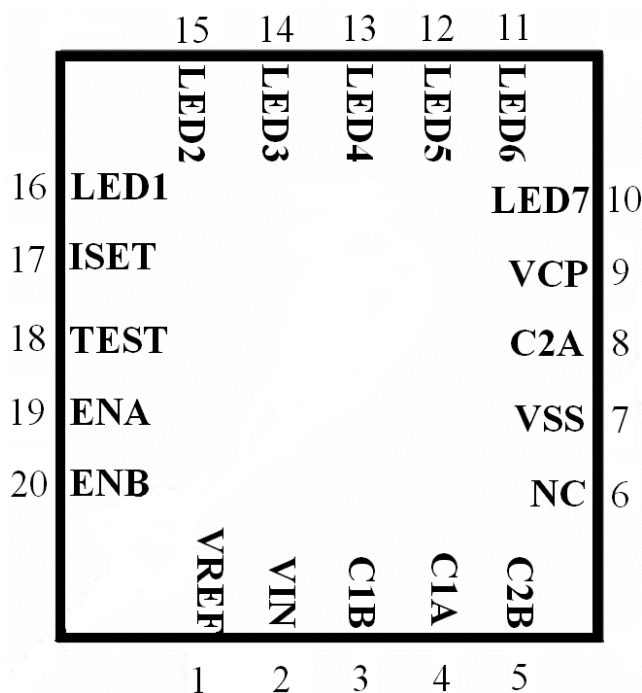 15 14 13 12 11
LED2 LED3 LED4 LED5 LED6
16 LED1 LED7 10
17 ISET VCP 9
18 TEST C2A 8
19 ENA VSS 7
20 ENB NC 6
VREF VIN C1B C1A C2B
1 2 3 4 5